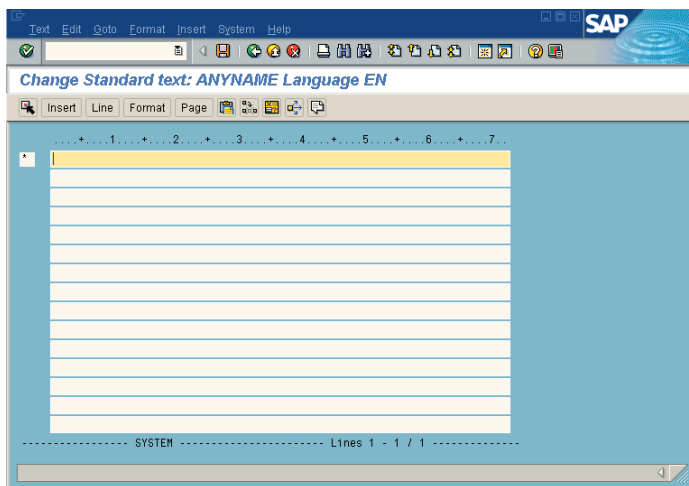 Text Edit Goto Format Insert System Help
SAP
Change Standard text: ANYNAME Language EN
Insert Line Format Page
....+....1....+....2....+....3....+....4....+....5....+....6....+....7..
*
----------------- SYSTEM ----------------------- Lines 1 - 1 / 1 --------------